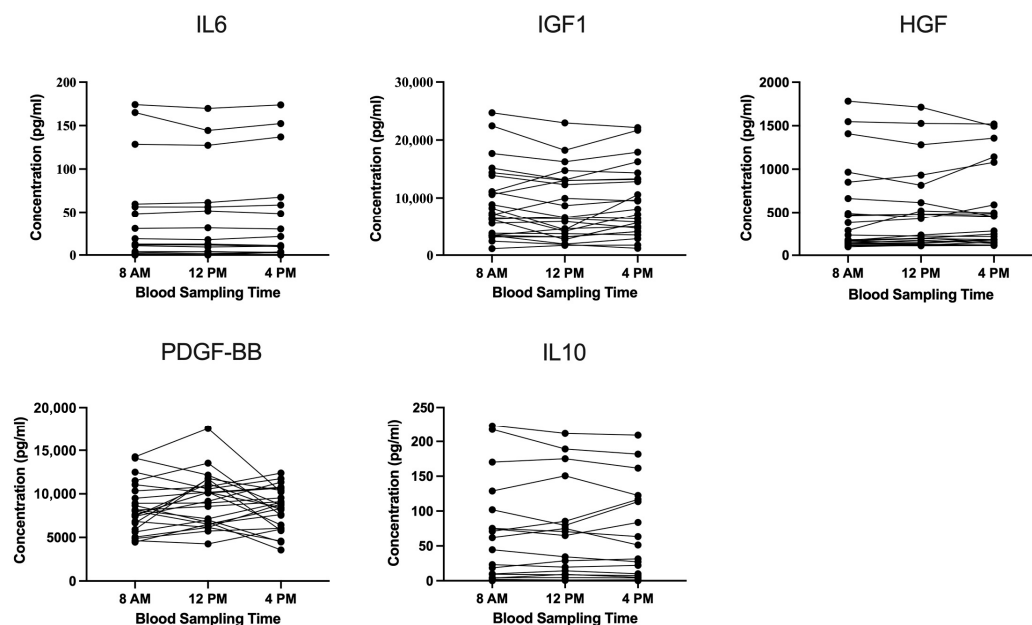 IL6
Concentration (pg/ml)
200
150
100
50
0
8 AM 12 PM 4 PM
Blood Sampling Time
IGF1
Concentration (pg/ml)
30,000
20,000
10,000
0
8 AM 12 PM 4 PM
Blood Sampling Time
HGF
Concentration (pg/ml)
2000
1500
1000
500
0
8 AM 12 PM 4 PM
Blood Sampling Time
PDGF-BB
Concentration (pg/ml)
20,000
15,000
10,000
5000
0
8 AM 12 PM 4 PM
Blood Sampling Time
IL10
Concentration (pg/ml)
250
200
150
100
50
0
8 AM 12 PM 4 PM
Blood Sampling Time